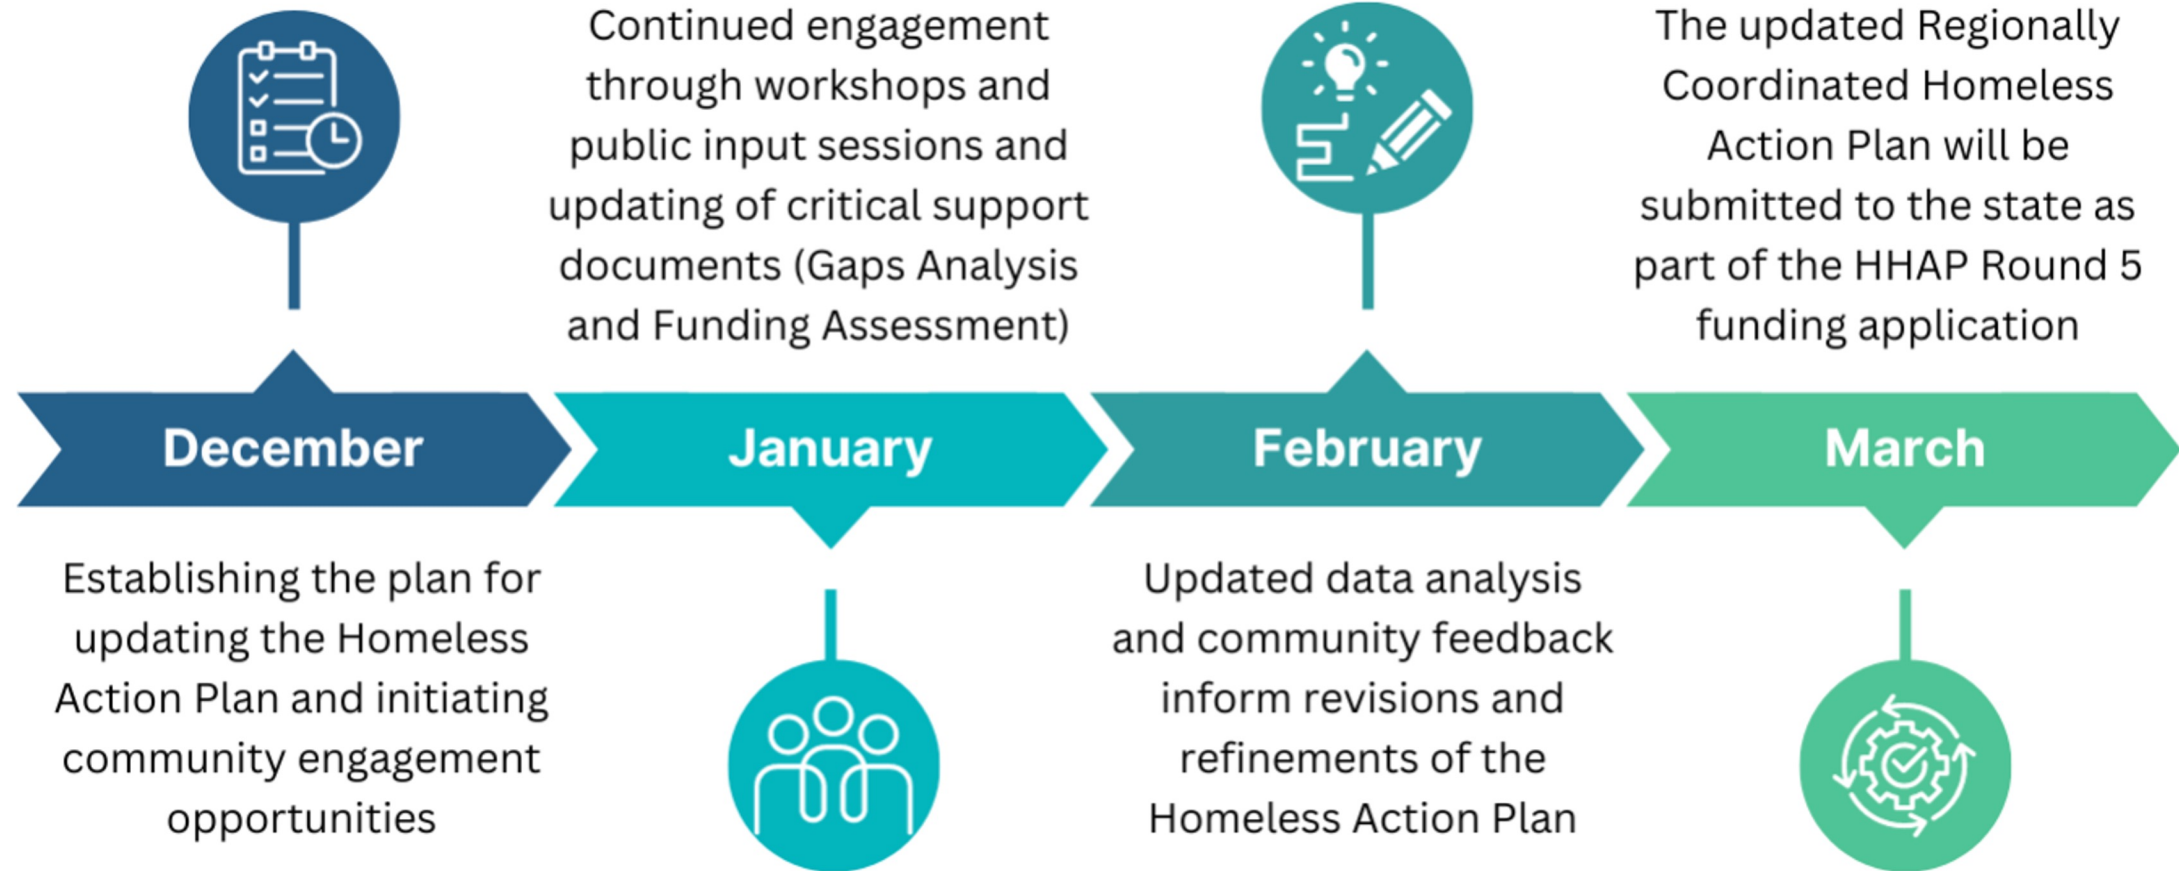 Continued engagement
through workshops and
public input sessions and
updating of critical support
documents (Gaps Analysis
and Funding Assessment)
The updated Regionally
Coordinated Homeless
Action Plan will be
submitted to the state as
part of the HHAP Round 5
funding application
December
January
February
March
Establishing the plan for
updating the Homeless
Action Plan and initiating
community engagement
opportunities
Updated data analysis
and community feedback
inform revisions and
refinements of the
Homeless Action Plan